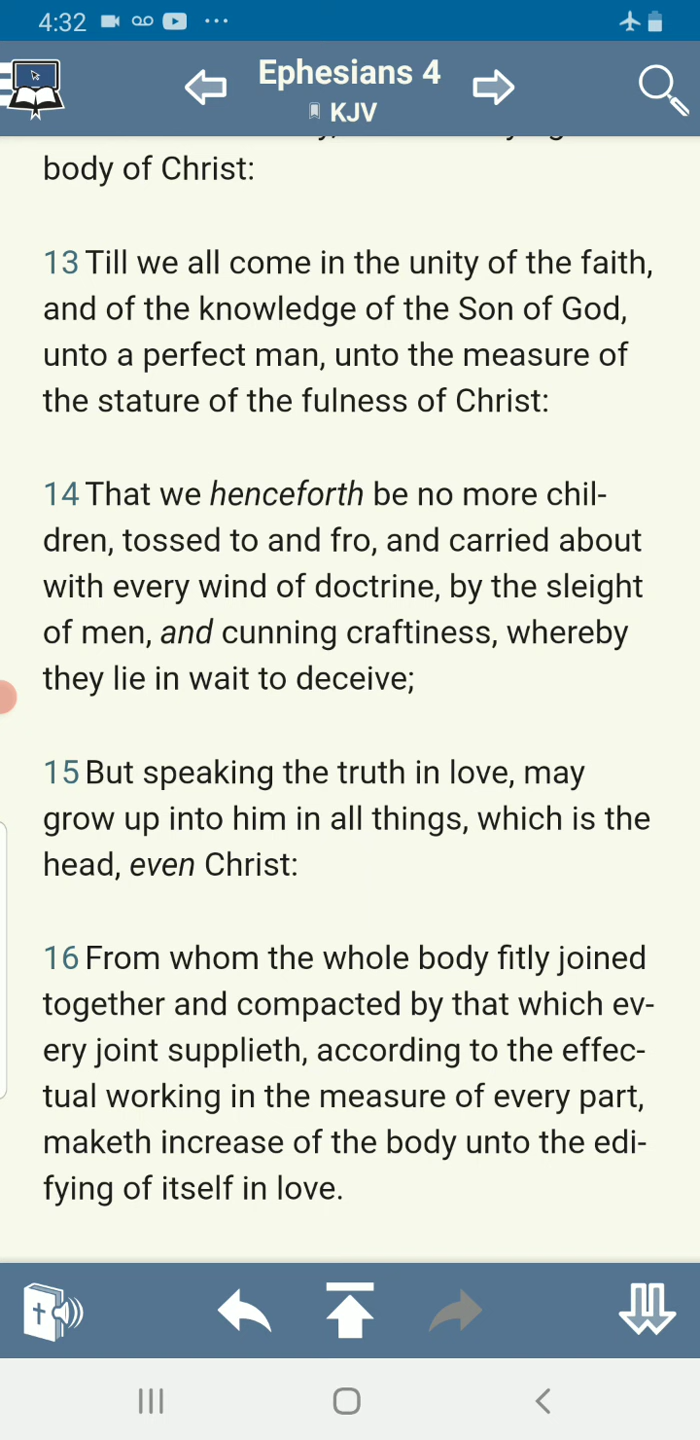 4:32
Ephesians 4
KJV
body of Christ:
13 Till we all come in the unity of the faith,
and of the knowledge of the Son of God,
unto a perfect man, unto the measure of
the stature of the fulness of Christ:
14 That we henceforth be no more chil-
dren, tossed to and fro, and carried about
with every wind of doctrine, by the sleight
of men, and cunning craftiness, whereby
they lie in wait to deceive;
15 But speaking the truth in love, may
grow up into him in all things, which is the
head, even Christ:
16 From whom the whole body fitly joined
together and compacted by that which ev-
ery joint supplieth, according to the effec-
tual working in the measure of every part,
maketh increase of the body unto the edi-
fying of itself in love.